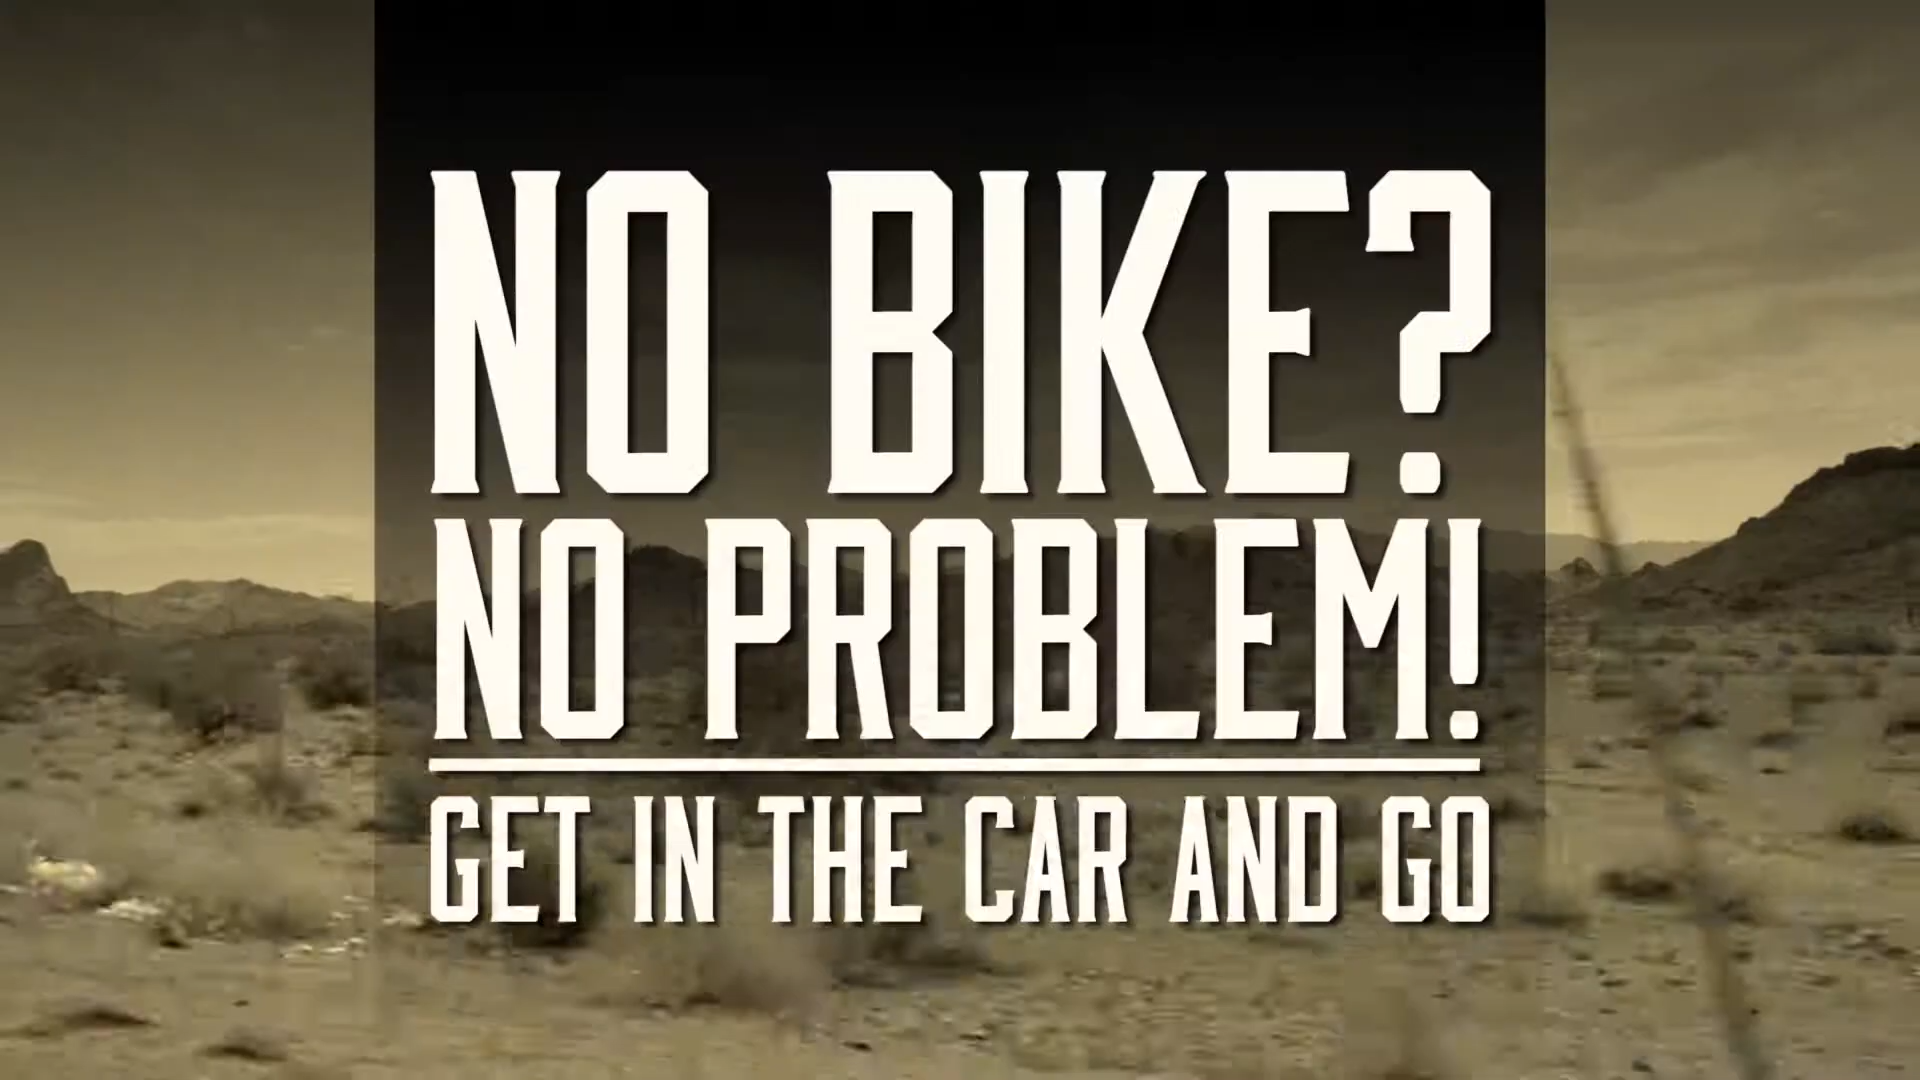 NO BIKE?
NO PROBLEM!
GET IN THE CAR AND GO